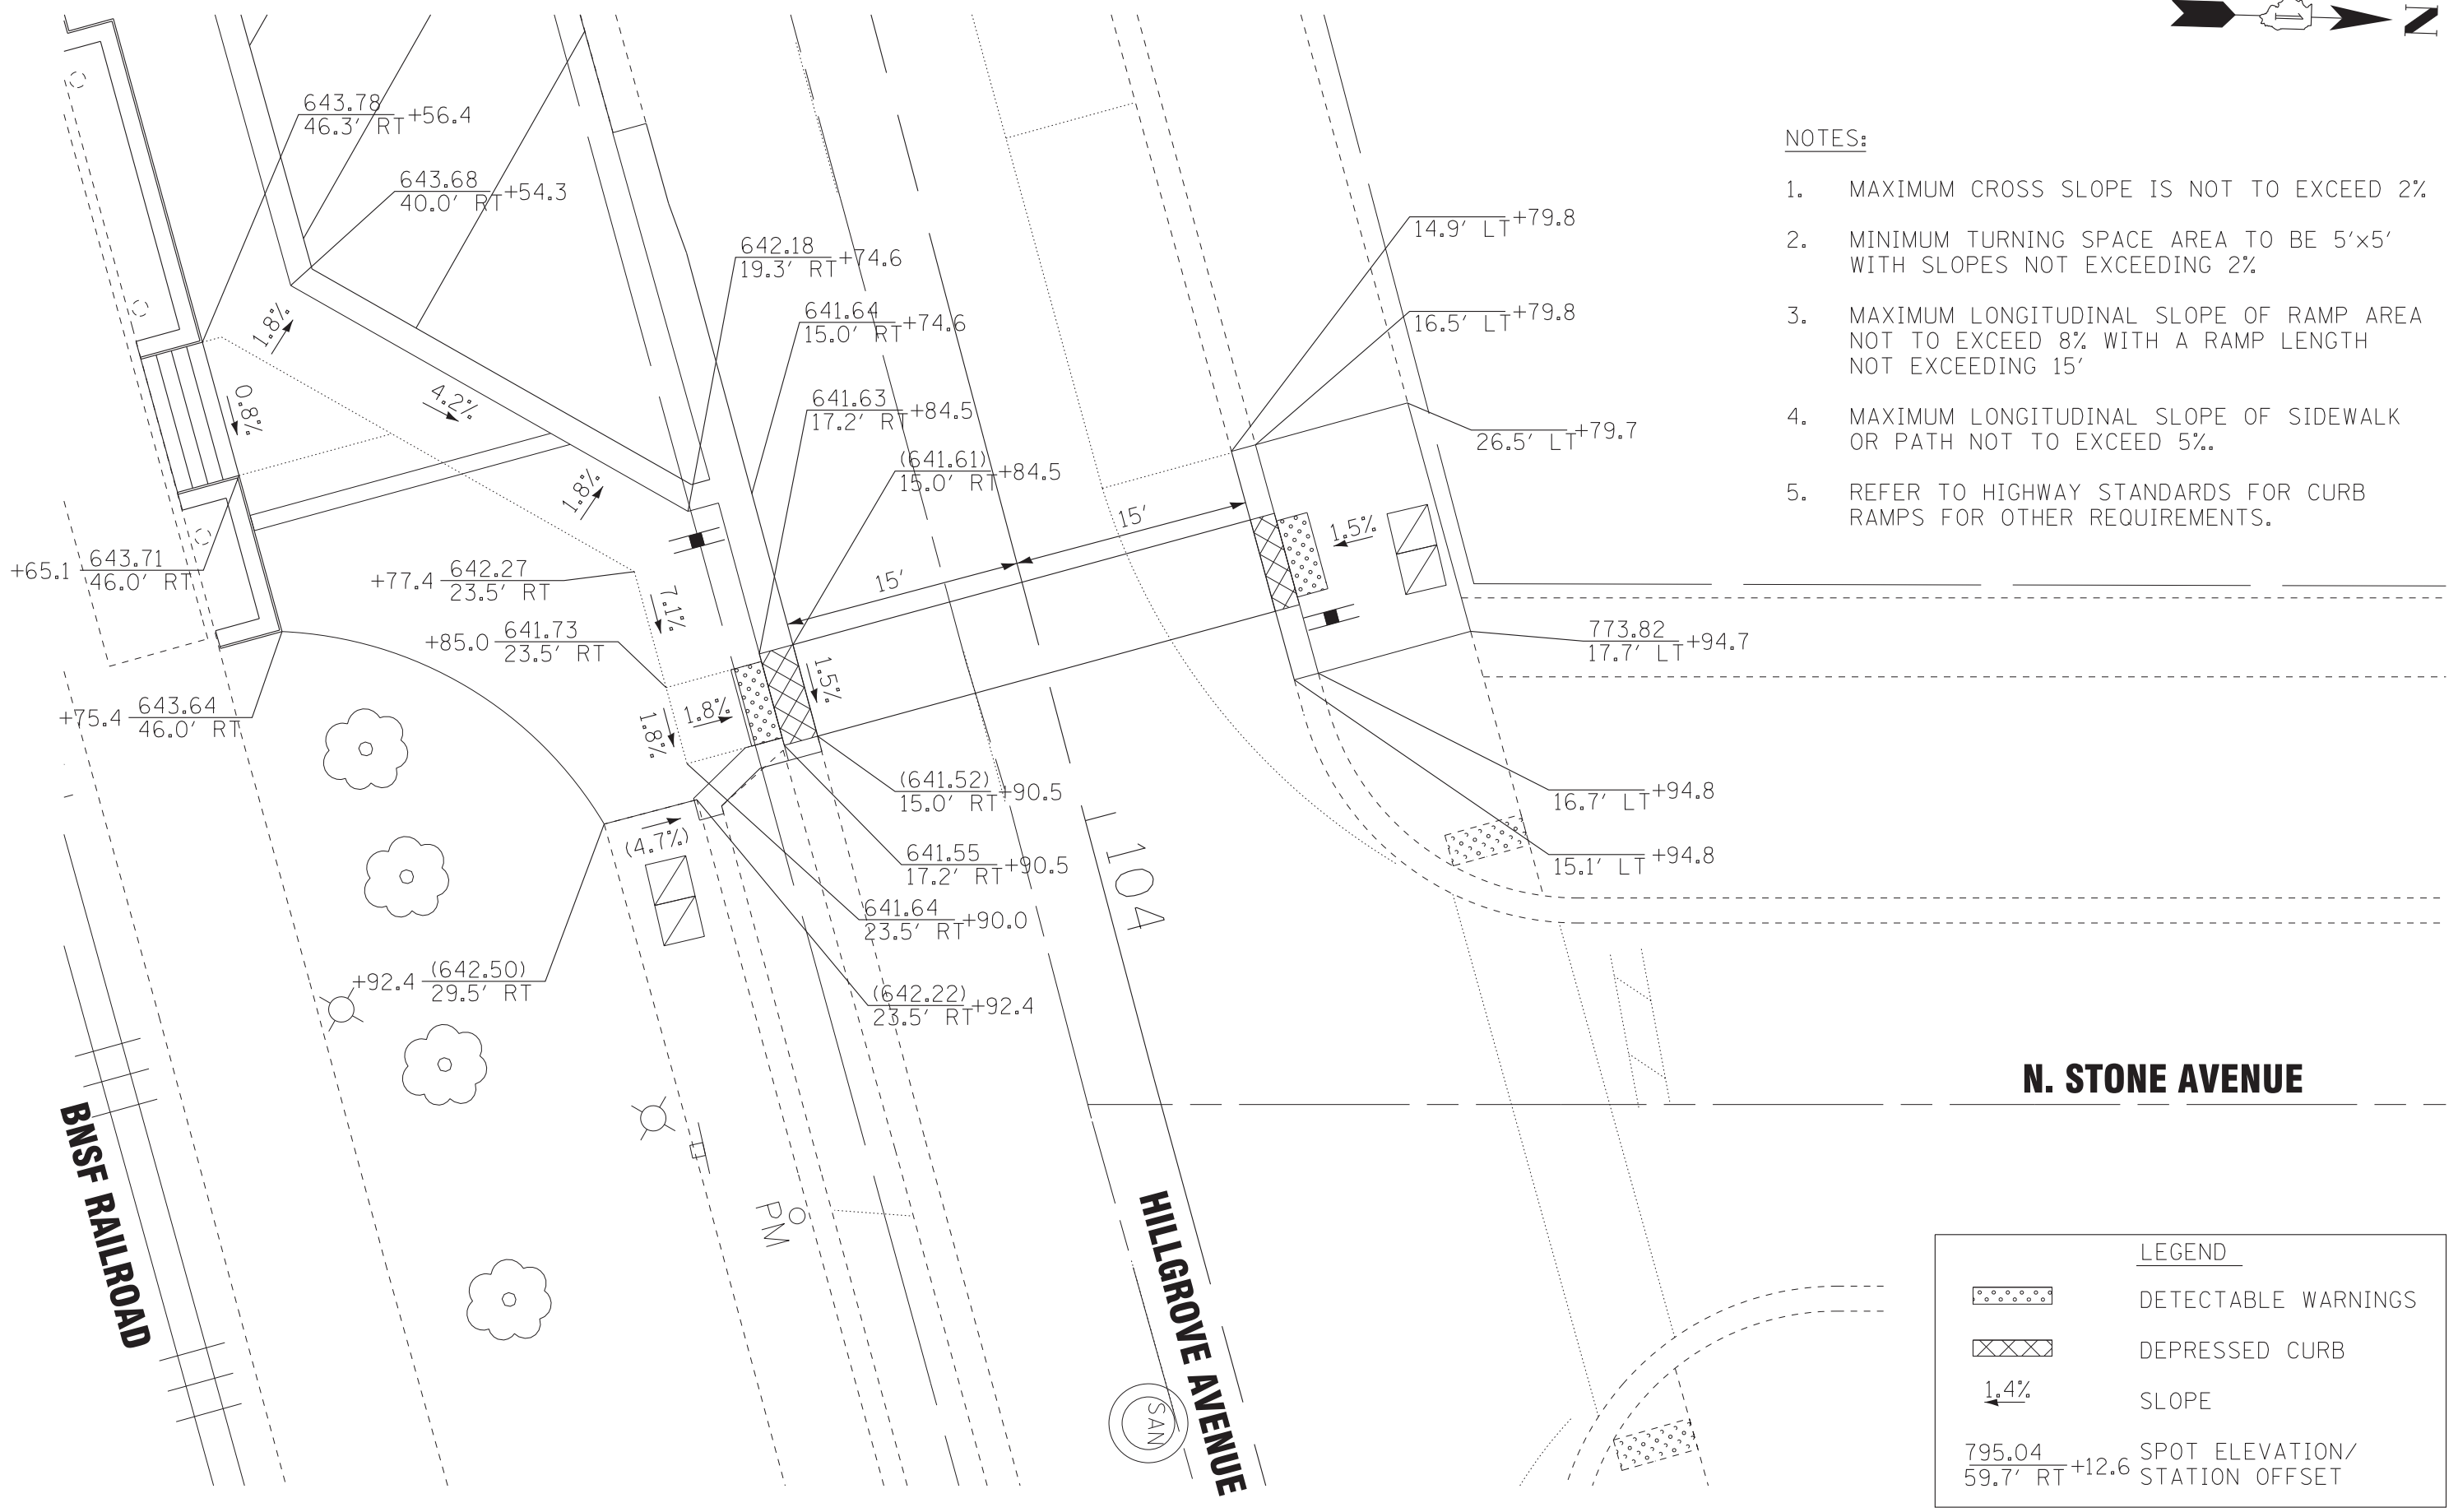 N
643.78
46.3' RT +56.4
643.68
40.0' RT +54.3
642.18
19.3' RT +74.6
641.64
15.0' RT +74.6
641.63
17.2' RT +84.5
(641.61)
15.0' RT +84.5
14.9' LT +79.8
16.5' LT +79.8
26.5' LT +79.7
NOTES:
1. MAXIMUM CROSS SLOPE IS NOT TO EXCEED 2%
2. MINIMUM TURNING SPACE AREA TO BE 5'x5'
WITH SLOPES NOT EXCEEDING 2%
3. MAXIMUM LONGITUDINAL SLOPE OF RAMP AREA
NOT TO EXCEED 8% WITH A RAMP LENGTH
NOT EXCEEDING 15'
4. MAXIMUM LONGITUDINAL SLOPE OF SIDEWALK
OR PATH NOT TO EXCEED 5%.
5. REFER TO HIGHWAY STANDARDS FOR CURB
RAMPS FOR OTHER REQUIREMENTS.
1.8%
0.8%
4.2%
1.8%
15'
15'
1.5%
+65.1 643.71
46.0' RT
+77.4 642.27
23.5' RT
7.1%
+85.0 641.73
23.5' RT
+75.4 643.64
46.0' RT
1.8%
1.8%
1.5%
773.82
17.7' LT +94.7
(641.52)
15.0' RT +90.5
641.55
17.2' RT +90.5
641.64
23.5' RT +90.0
(642.22)
23.5' RT +92.4
(4.7%)
+92.4 (642.50)
29.5' RT
16.7' LT +94.8
15.1' LT +94.8
104
N. STONE AVENUE
BNSF RAILROAD
PM
HILLGROVE AVENUE
SAN
LEGEND
DETECTABLE WARNINGS
DEPRESSED CURB
1.4% SLOPE
795.04
59.7' RT +12.6
SPOT ELEVATION/
STATION OFFSET